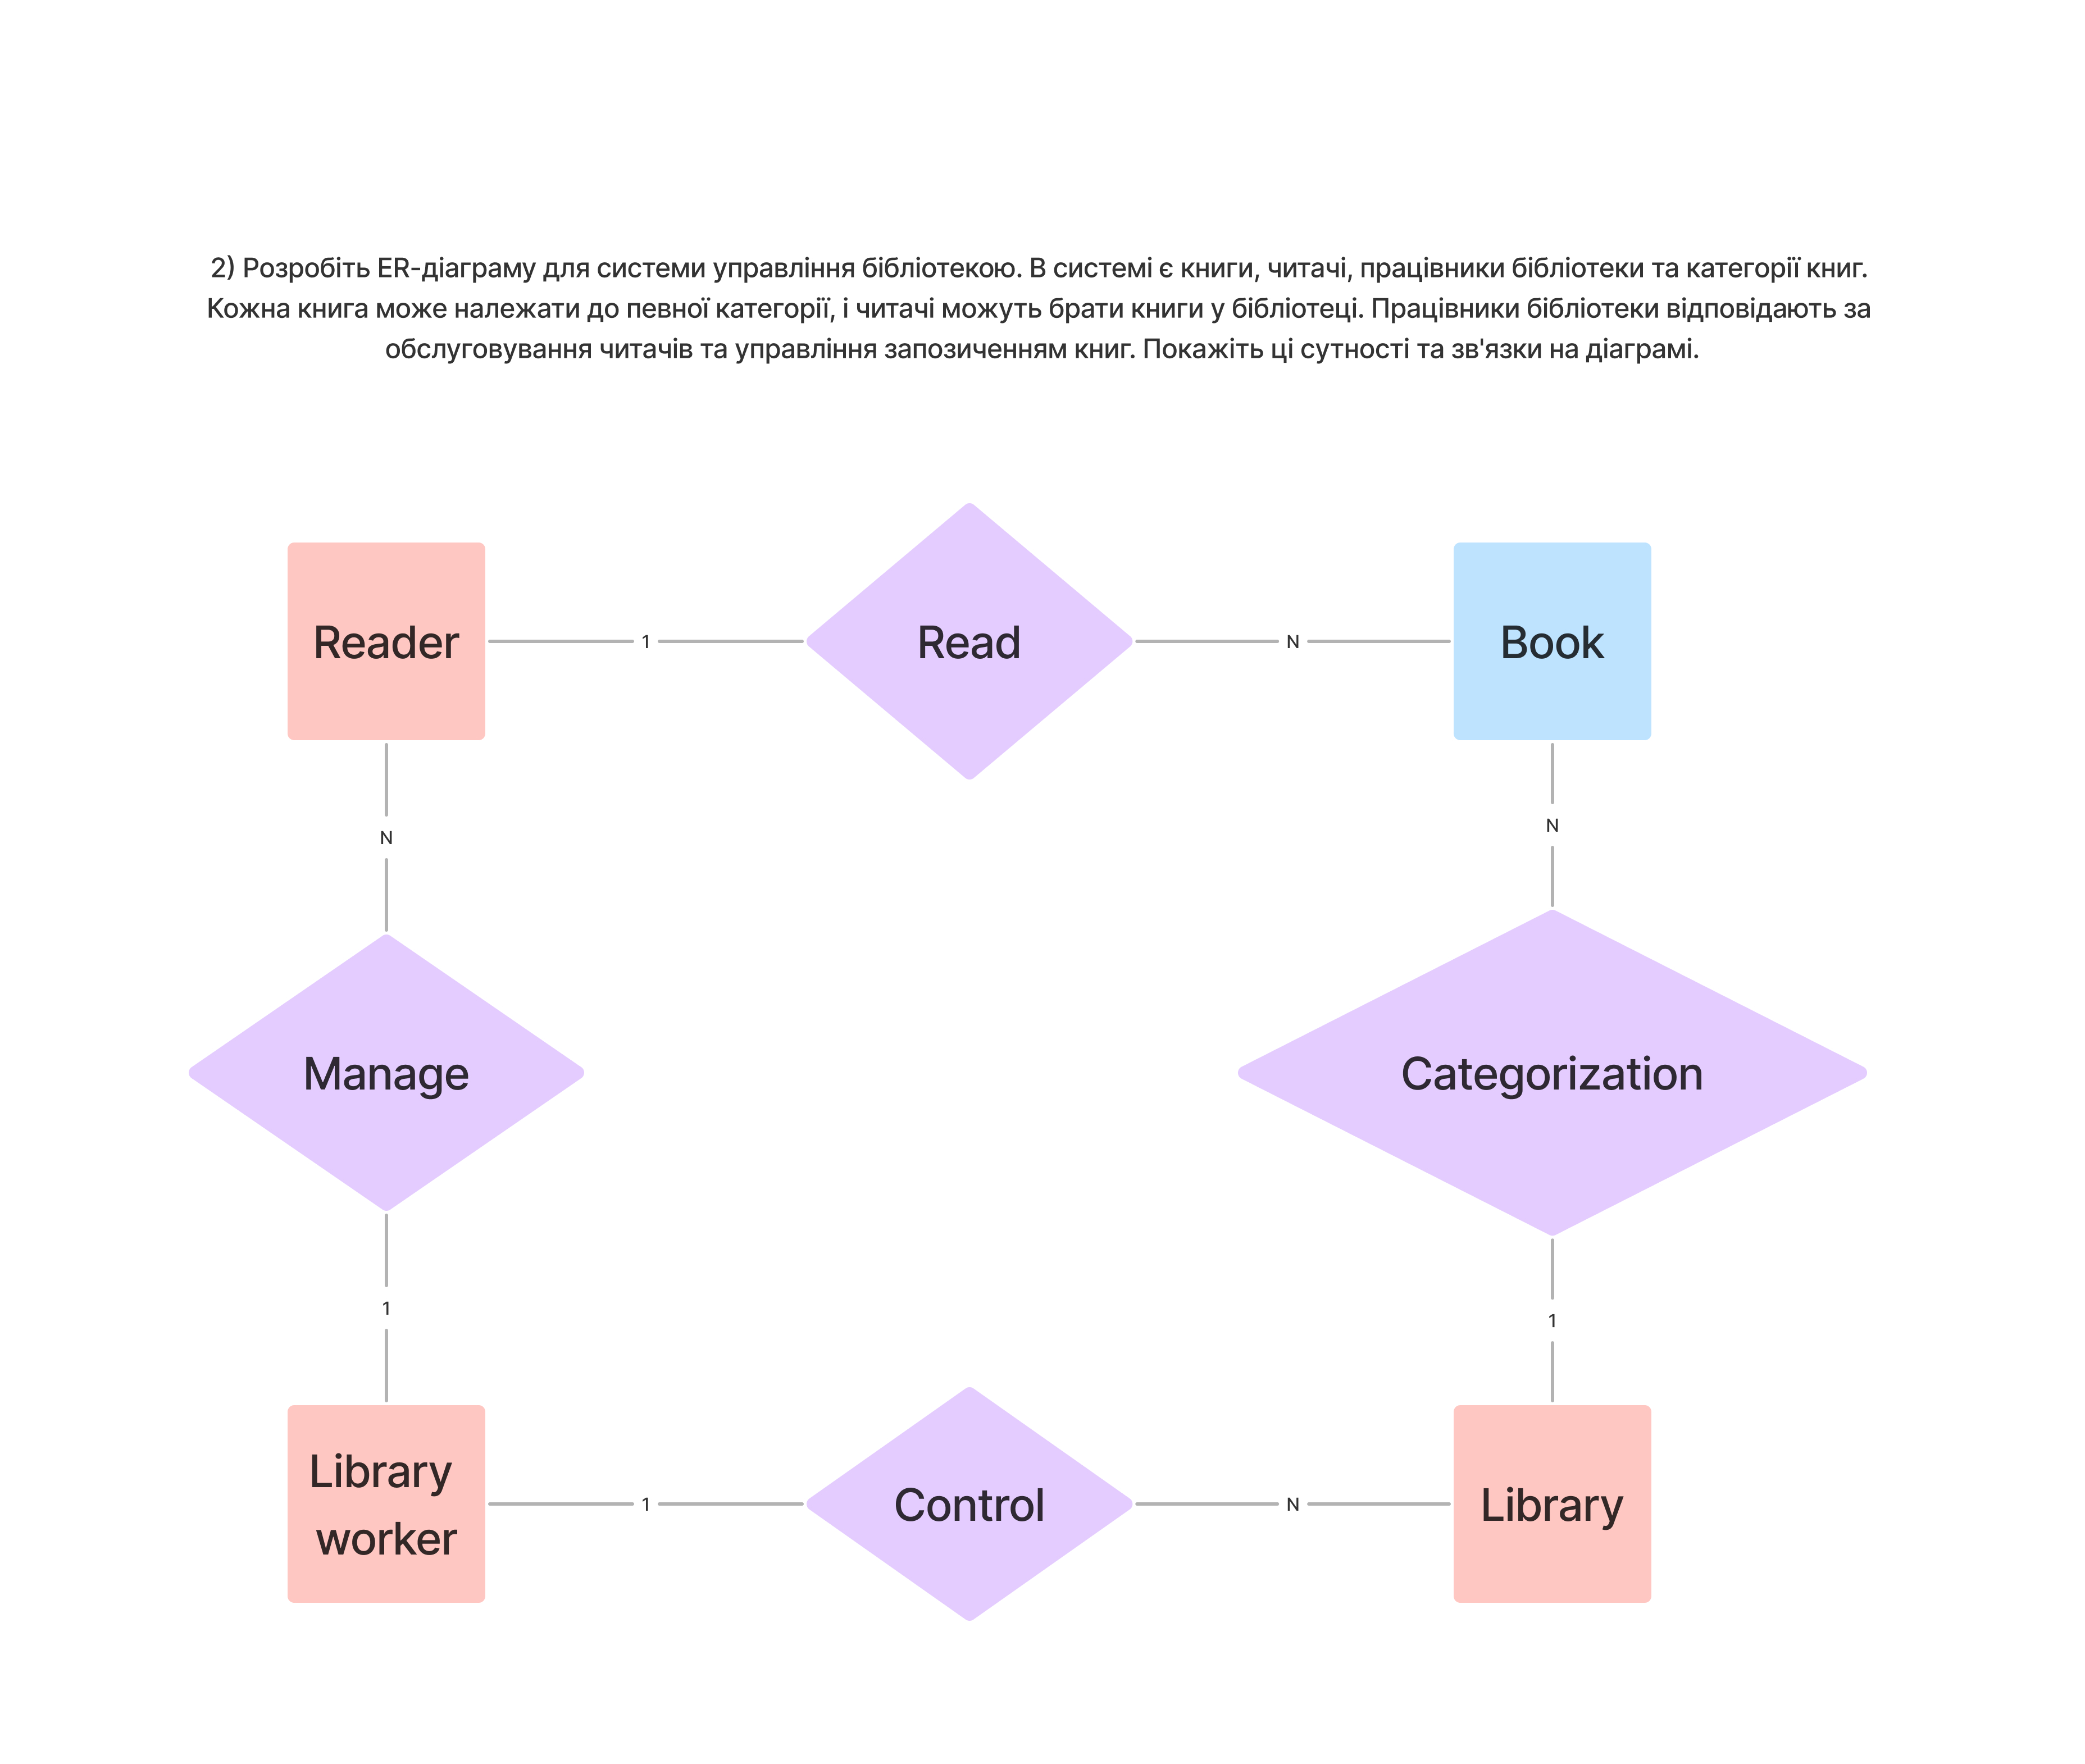 2) Розробіть ER-діаграму для системи управління бібліотекою. В системі є книги, читачі, працівники бібліотеки та категорії книг.
Кожна книга може належати до певної категорії, і читачі можуть брати книги у бібліотеці. Працівники бібліотеки відповідають за
обслуговування читачів та управління запозиченням книг. Покажіть ці сутності та зв'язки на діаграмі.
Reader
1
Read
N
Book
N
N
Manage
Categorization
1
1
Library
worker
1
Control
N
Library